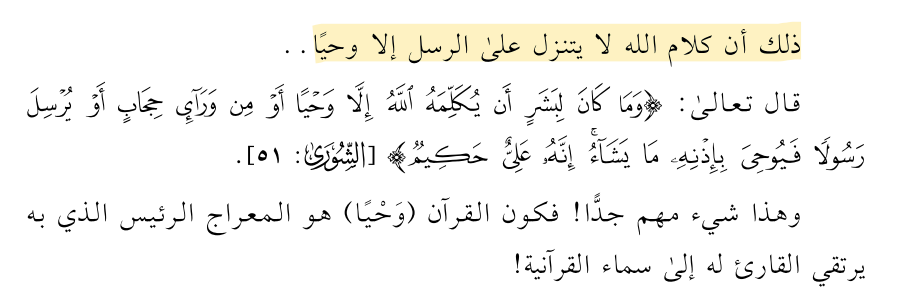 ذلك أن كلام الله لا يتنزل علىٰ الرسل إلا وحيًا . .
قال تعالىٰ: ﴿وَمَا كَانَ لِبَشَرٍ أَن يُكَلِّمَهُ ٱللَّهُ إِلَّا وَحْيًا أَوْ مِن وَرَآيِٕ حِجَابٍ أَوْ يُرْسِلَ
رَسُولًا فَيُوحِىَ بِإِذْنِهِۦ مَا يَشَآءُۚ إِنَّهُۥ عَلِىٌّ حَكِيمٌ﴾ [الشُّورَىٰ: ٥١].
وهذا شيء مهم جدًّا! فكون القرآن (وَحْيًا) هو المعراج الرئيس الذي به
يرتقي القارئ له إلىٰ سماء القرآنية!